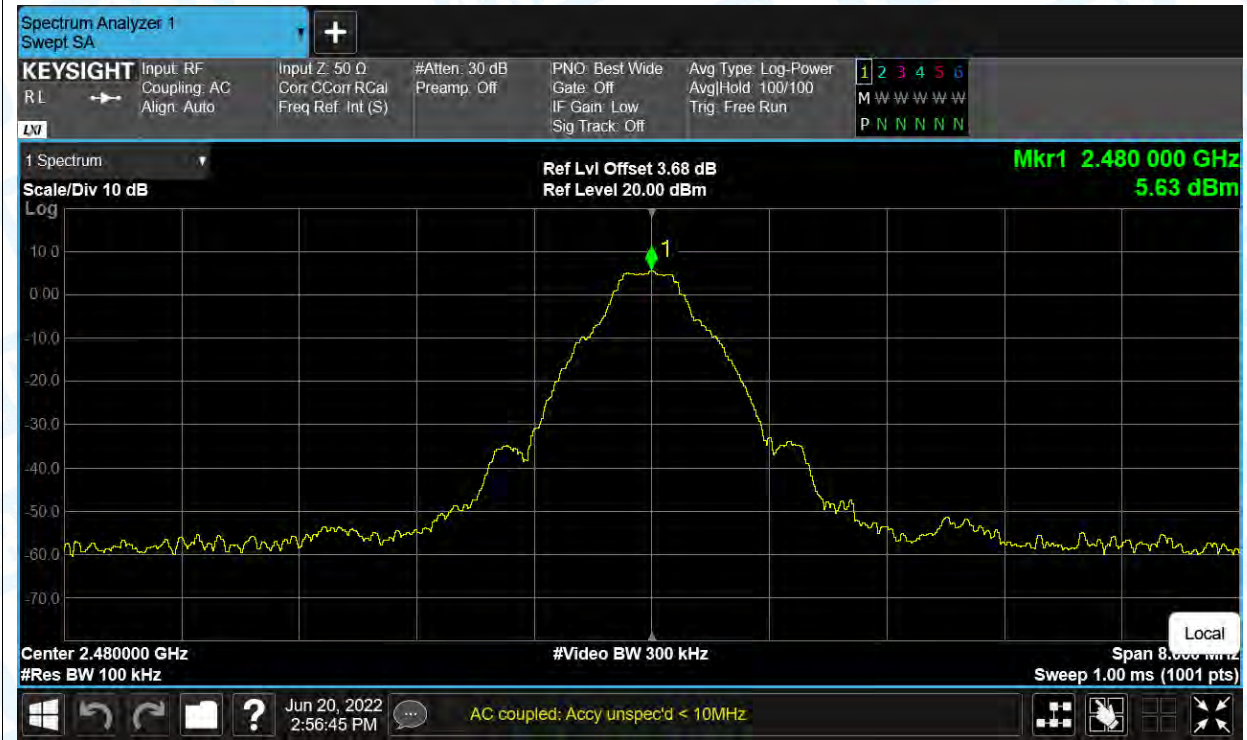 Spectrum Analyzer 1
Swept SA
KEYSIGHT
RL
LXI
Input: RF
Coupling: AC
Align: Auto
Input Z: 50 Ω
Corr CCorr RCal
Freq Ref: Int (S)
#Atten: 30 dB
Preamp: Off
PNO: Best Wide
Gate: Off
IF Gain: Low
Sig Track: Off
Avg Type: Log-Power
Avg|Hold: 100/100
Trig: Free Run
1 2 3 4 5 6
M W W W W W
P N N N N N
1 Spectrum
Scale/Div 10 dB
Ref Lvl Offset 3.68 dB
Ref Level 20.00 dBm
Mkr1 2.480 000 GHz
5.63 dBm
Log
1
10.0
0.00
-10.0
-20.0
-30.0
-40.0
-50.0
-60.0
-70.0
Local
Center 2.480000 GHz
#Video BW 300 kHz
Span
#Res BW 100 kHz
Sweep 1.00 ms (1001 pts)
?
Jun 20, 2022
2:56:45 PM
AC coupled: Accy unspec'd < 10MHz